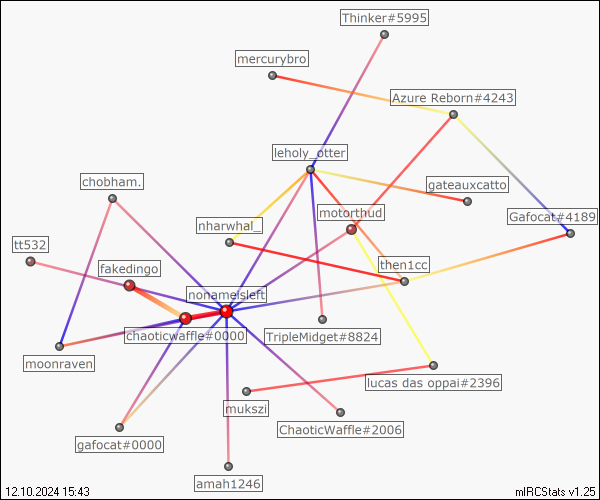 Thinker#5995
mercurybro
Azure Reborn#4243
leholy_otter
chobham.
gateauxcatto
motorthud
Gafocat#4189
nharwhal_
tt532
then1cc
fakedingo
nonameisleft
chaoticwaffle#0000
TripleMidget#8824
moonraven
lucas das oppai#2396
mukszi
ChaoticWaffle#2006
gafocat#0000
amah1246
12.10.2024 15:43
mIRCStats v1.25